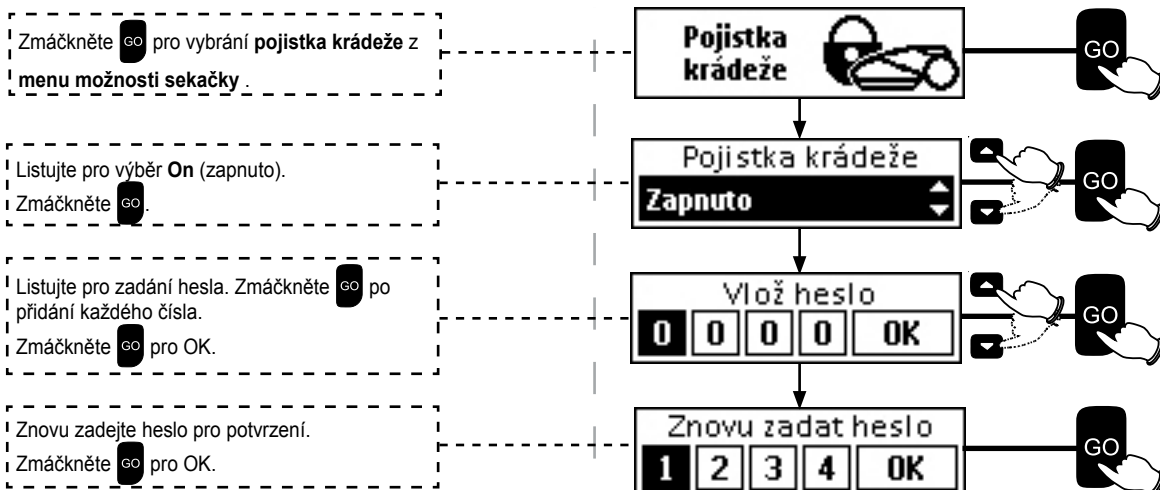 Zmáčkněte GO pro vybrání pojistka krádeže z
menu možnosti sekačky .
Pojistka
krádeže
GO
Listujte pro výběr On (zapnuto).
Zmáčkněte GO.
Pojistka krádeže
Zapnuto
GO
Listujte pro zadání hesla. Zmáčkněte GO po
přidání každého čísla.
Zmáčkněte GO pro OK.
Vlož heslo
0 0 0 0 OK
GO
Znovu zadejte heslo pro potvrzení.
Zmáčkněte GO pro OK.
Znovu zadat heslo
1 2 3 4 OK
GO